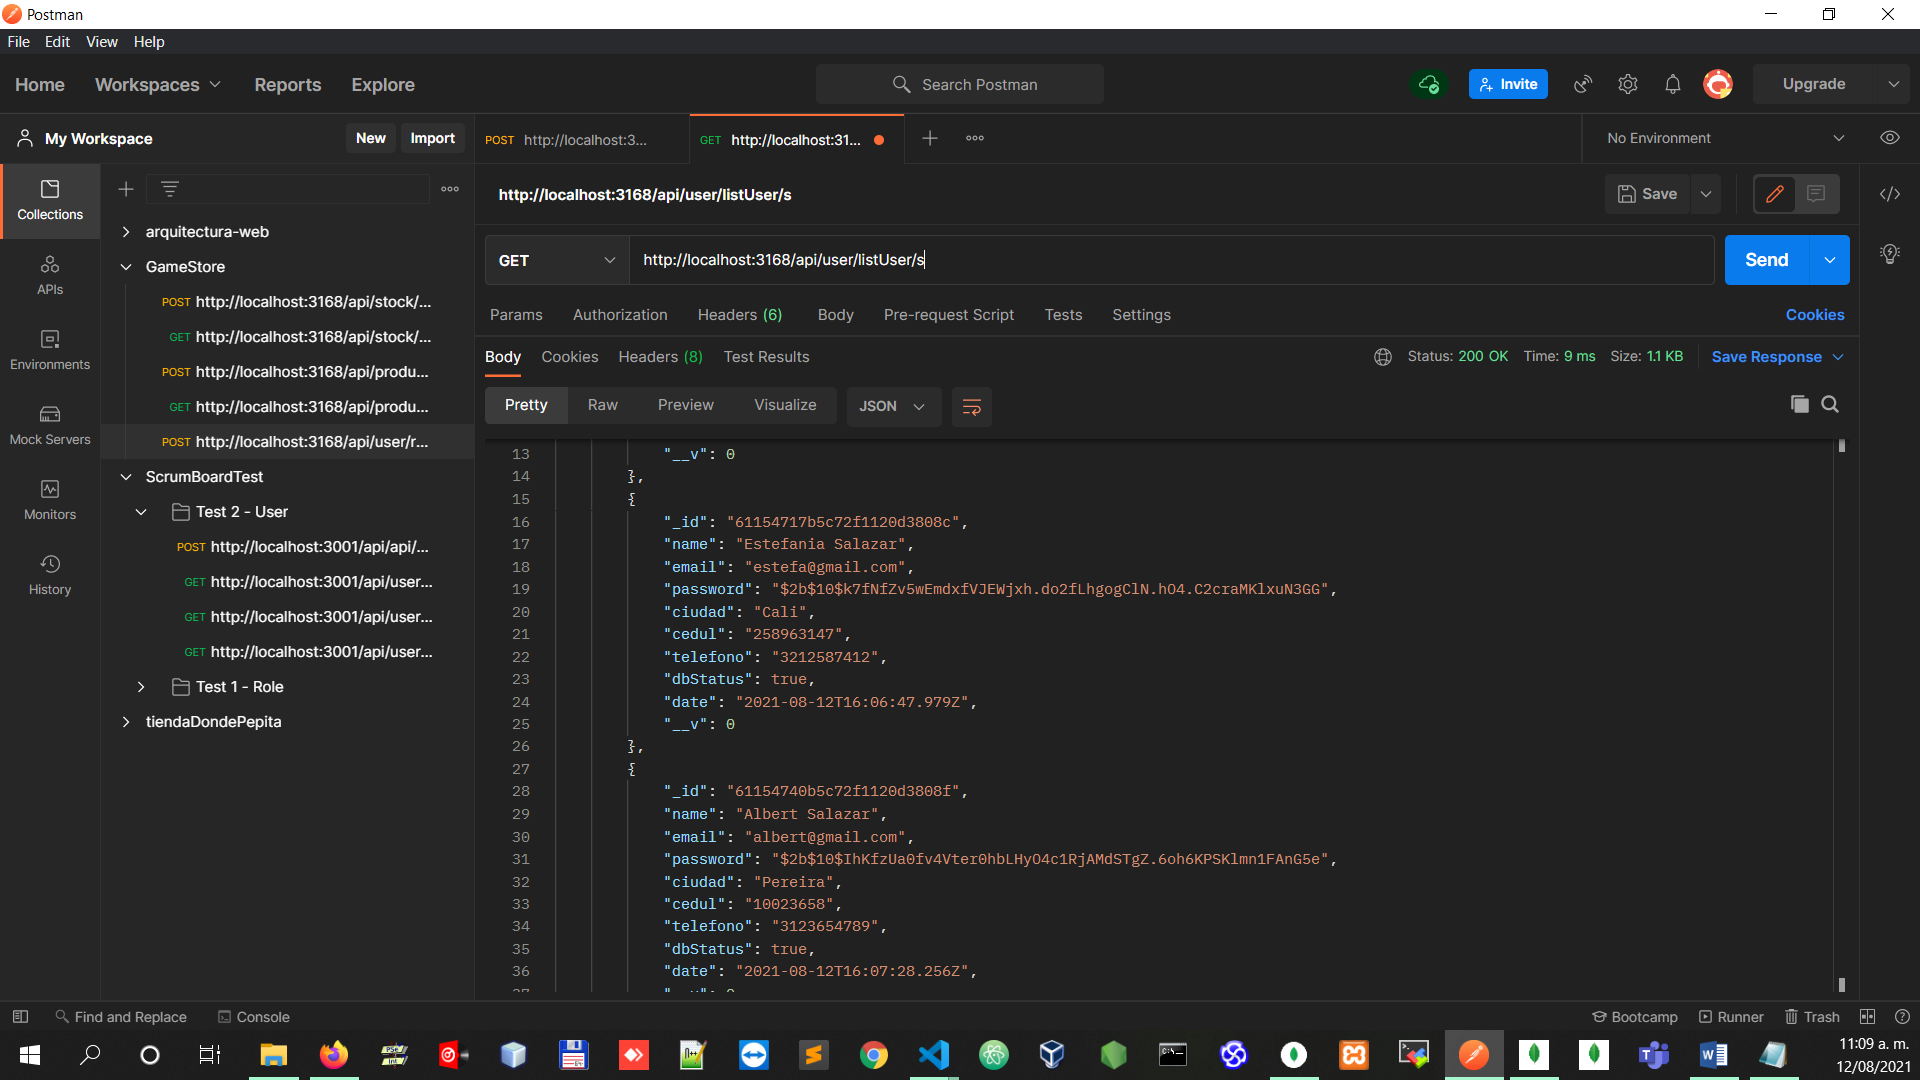 Postman
File Edit View Help
Home Workspaces Reports Explore
Search Postman
Invite
Upgrade
My Workspace
New Import
POST http://localhost:3...
GET http://localhost:31...
No Environment
Collections
APIs
Environments
Mock Servers
Monitors
History
arquitectura-web
GameStore
POST http://localhost:3168/api/stock/...
GET http://localhost:3168/api/stock/...
POST http://localhost:3168/api/produ...
GET http://localhost:3168/api/produ...
POST http://localhost:3168/api/user/r...
ScrumBoardTest
Test 2 - User
POST http://localhost:3001/api/api/...
GET http://localhost:3001/api/user...
GET http://localhost:3001/api/user...
GET http://localhost:3001/api/user...
Test 1 - Role
tiendaDondePepita
http://localhost:3168/api/user/listUser/s
Save
GET http://localhost:3168/api/user/listUser/s
Send
Params Authorization Headers (6) Body Pre-request Script Tests Settings Cookies
Body Cookies Headers (8) Test Results
Status: 200 OK Time: 9 ms Size: 1.1 KB Save Response
Pretty Raw Preview Visualize JSON
13 "__v": 0
14 },
15 {
16 "_id": "61154717b5c72f1120d3808c",
17 "name": "Estefania Salazar",
18 "email": "estefa@gmail.com",
19 "password": "$2b$10$k7fNfZv5wEmdxfVJEWjxh.do2fLhgogClN.hO4.C2craMKlxuN3GG",
20 "ciudad": "Cali",
21 "cedul": "258963147",
22 "telefono": "3212587412",
23 "dbStatus": true,
24 "date": "2021-08-12T16:06:47.979Z",
25 "__v": 0
26 },
27 {
28 "_id": "61154740b5c72f1120d3808f",
29 "name": "Albert Salazar",
30 "email": "albert@gmail.com",
31 "password": "$2b$10$IhKfzUa0fv4Vter0hbLHyO4c1RjAMdSTgZ.6oh6KPSKlmn1FAnG5e",
32 "ciudad": "Pereira",
33 "cedul": "10023658",
34 "telefono": "3123654789",
35 "dbStatus": true,
36 "date": "2021-08-12T16:07:28.256Z",
Find and Replace Console
Bootcamp Runner Trash
11:09 a. m.
12/08/2021